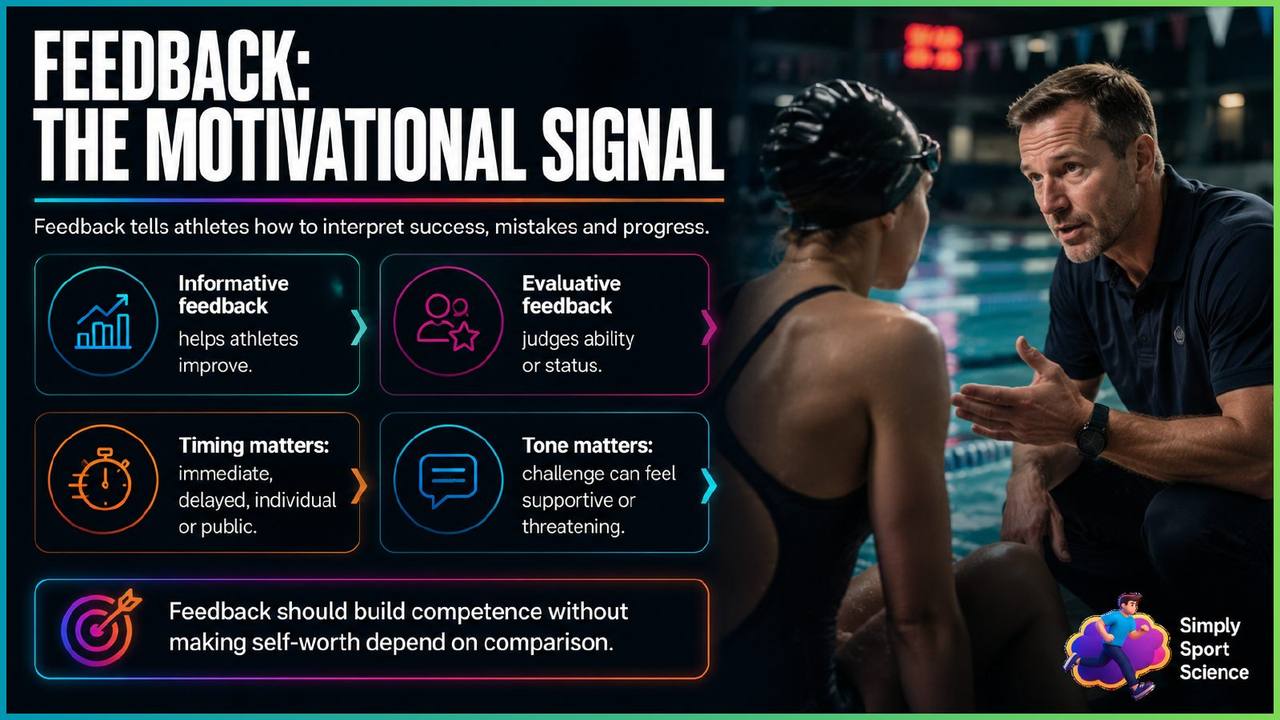 FEEDBACK:
THE MOTIVATIONAL SIGNAL
Feedback tells athletes how to interpret success, mistakes and progress.
Informative
feedback
helps athletes
improve.
Evaluative
feedback
judges ability
or status.
Timing matters:
immediate,
delayed, individual
or public.
Tone matters:
challenge can feel
supportive or
threatening.
Feedback should build competence without
making self-worth depend on comparison.
Simply
Sport
Science